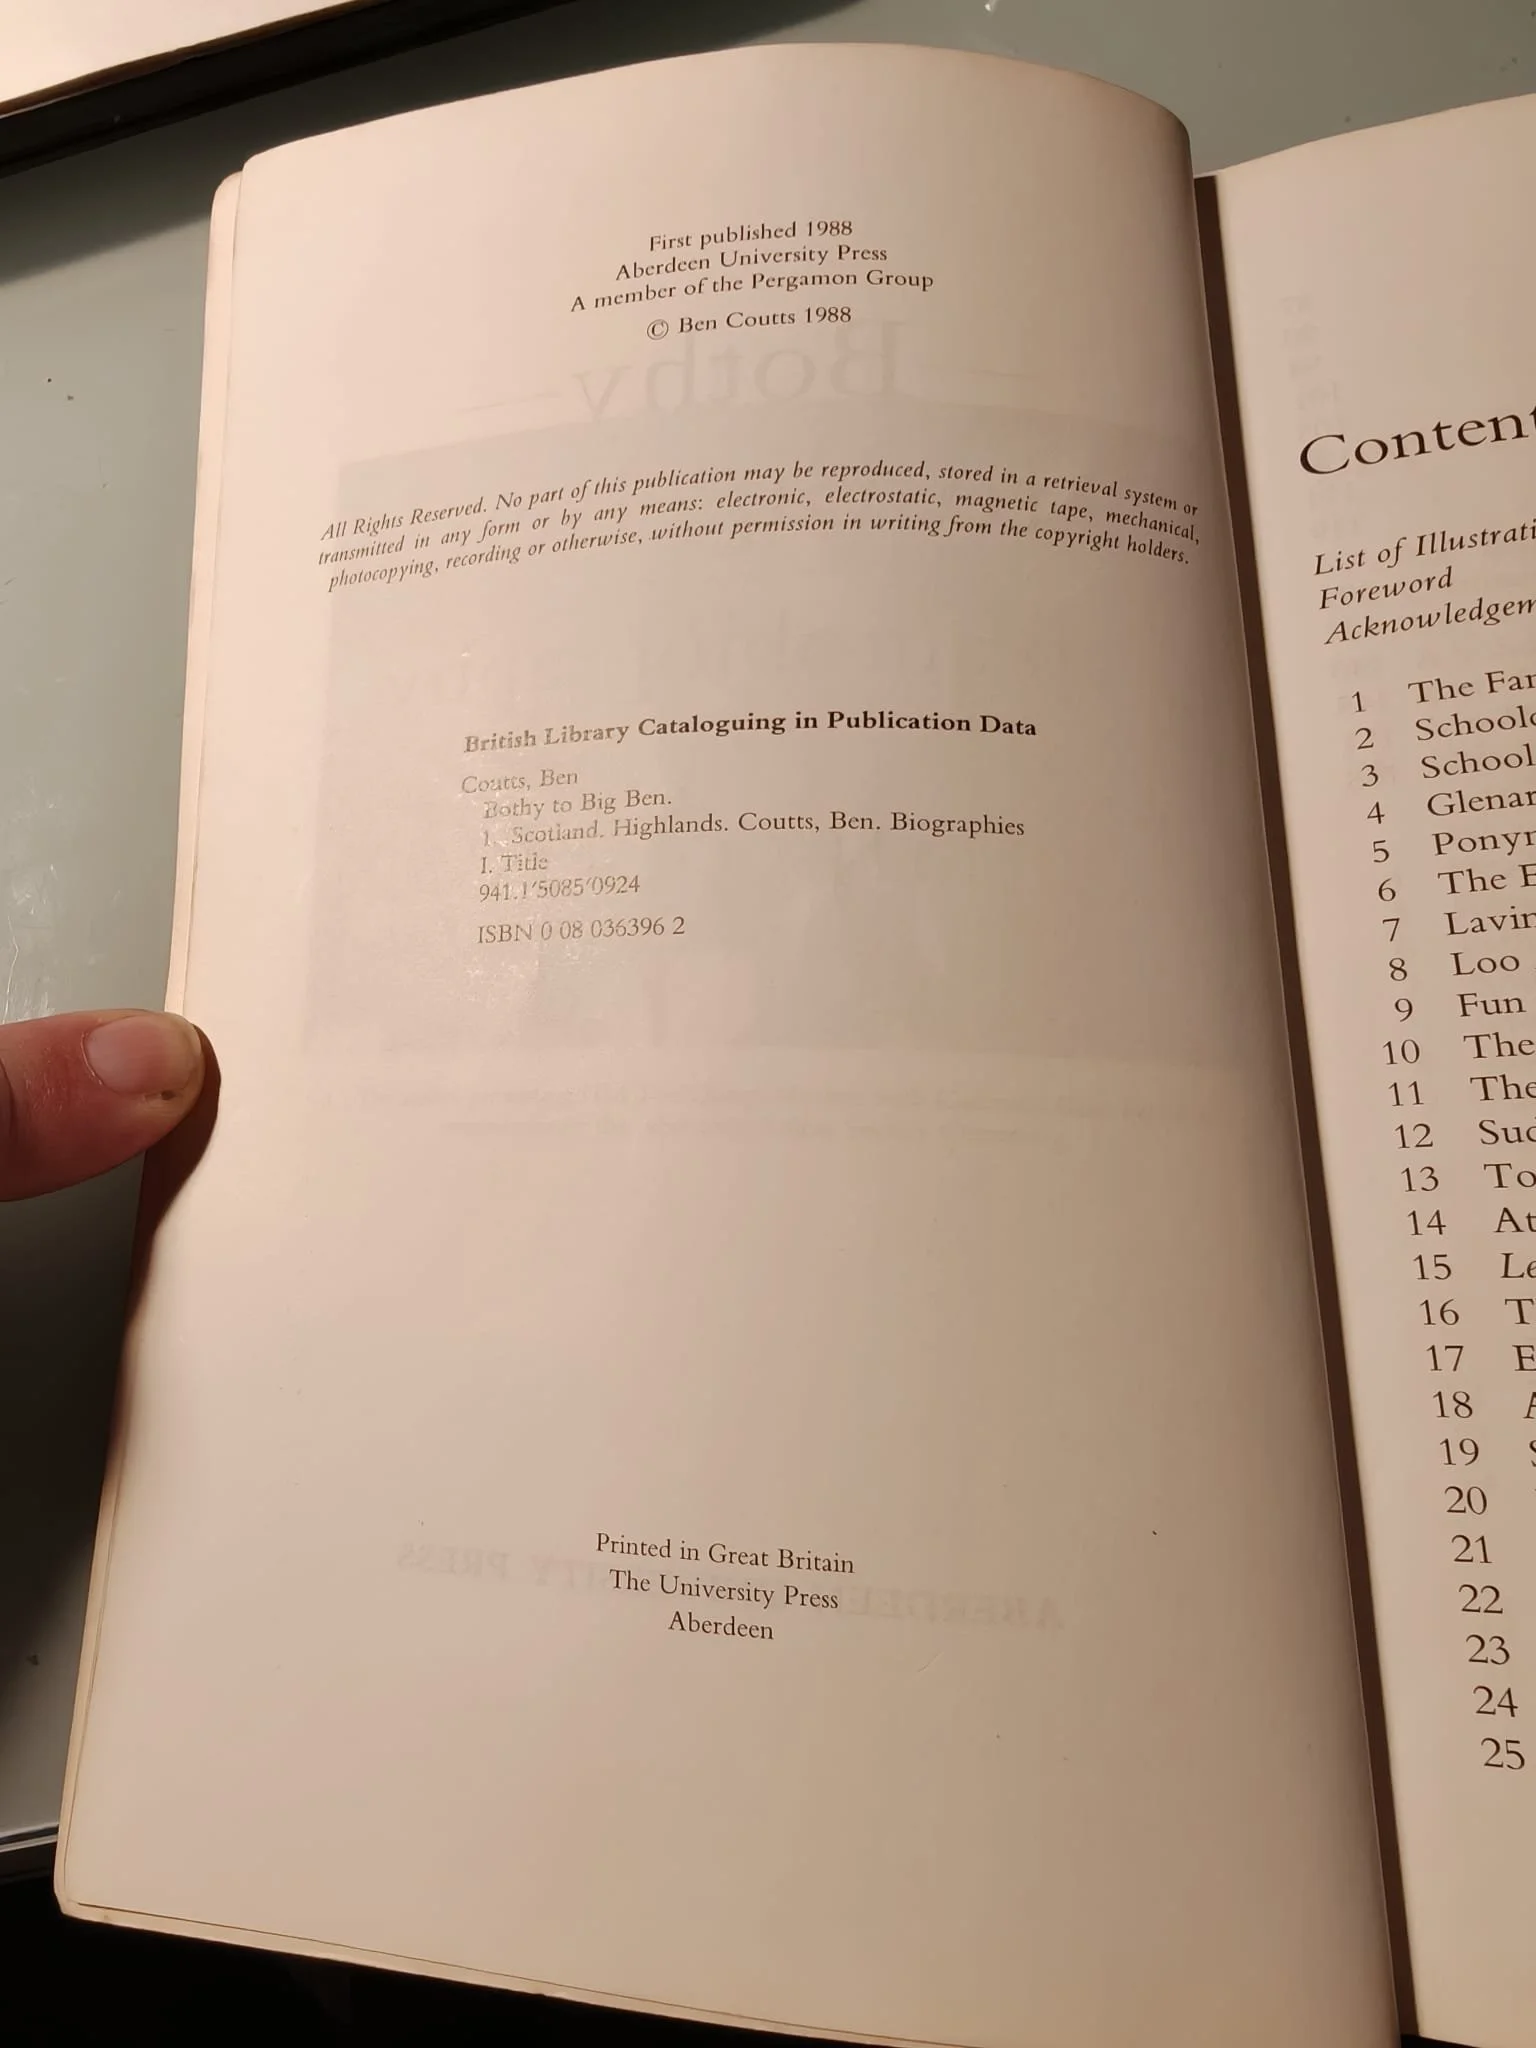 First published 1988
Aberdeen University Press
A member of the Pergamon Group
© Ben Coutts 1988
Bothy
All Rights Reserved. No part of this publication may be reproduced, stored in a retrieval system or
transmitted in any form or by any means: electronic, electrostatic, magnetic tape, mechanical,
photocopying, recording or otherwise, without permission in writing from the copyright holders.
British Library Cataloguing in Publication Data
Coutts, Ben
Bothy to Big Ben.
1. Scotland. Highlands. Coutts, Ben. Biographies
I. Title
941.1'5085'0924
ISBN 0 08 036396 2
Printed in Great Britain
The University Press
Aberdeen
Content
List of Illustrati
Foreword
Acknowledgem
1 The Far
2 Schoolc
3 School
4 Glenar
5 Ponyr
6 The E
7 Lavin
8 Loo
9 Fun
10 The
11 The
12 Suc
13 To
14 At
15 Le
16 T
17 E
18 A
19 S
20
21
22
23
24
25